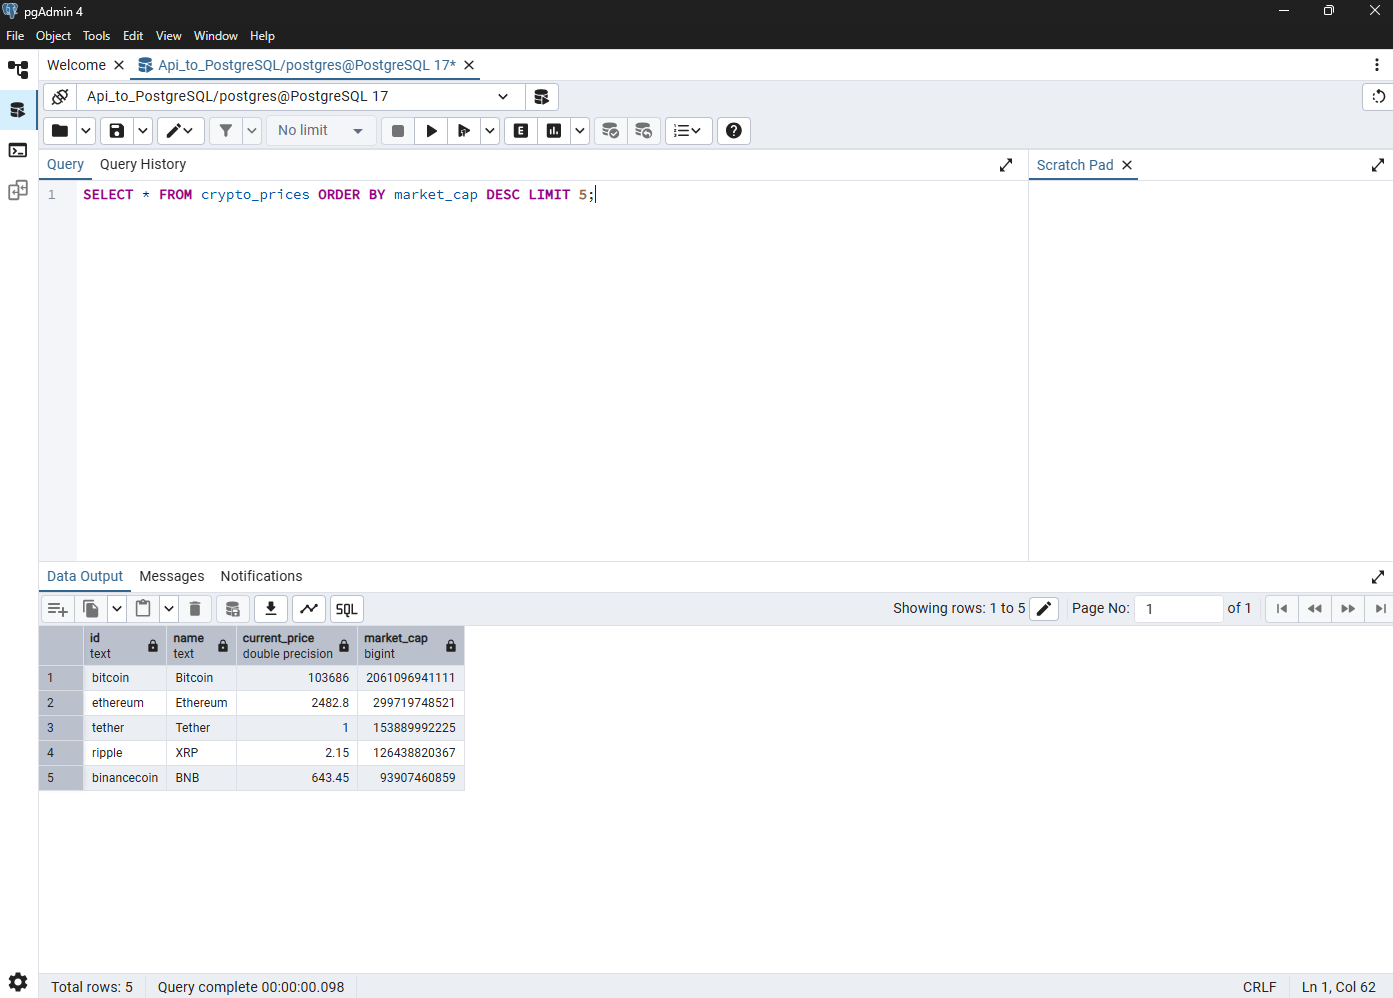 pgAdmin 4
File Object Tools Edit View Window Help
Welcome Api_to_PostgreSQL/postgres@PostgreSQL 17*
Api_to_PostgreSQL/postgres@PostgreSQL 17
No limit E
Query Query History Scratch Pad
1 SELECT * FROM crypto_prices ORDER BY market_cap DESC LIMIT 5;
Data Output Messages Notifications
SQL Showing rows: 1 to 5 Page No: 1 of 1
id name current_price market_cap
text text double precision bigint
1 bitcoin Bitcoin 103686 2061096941111
2 ethereum Ethereum 2482.8 299719748521
3 tether Tether 1 153889992225
4 ripple XRP 2.15 126438820367
5 binancecoin BNB 643.45 93907460859
Total rows: 5 Query complete 00:00:00.098 CRLF Ln 1, Col 62